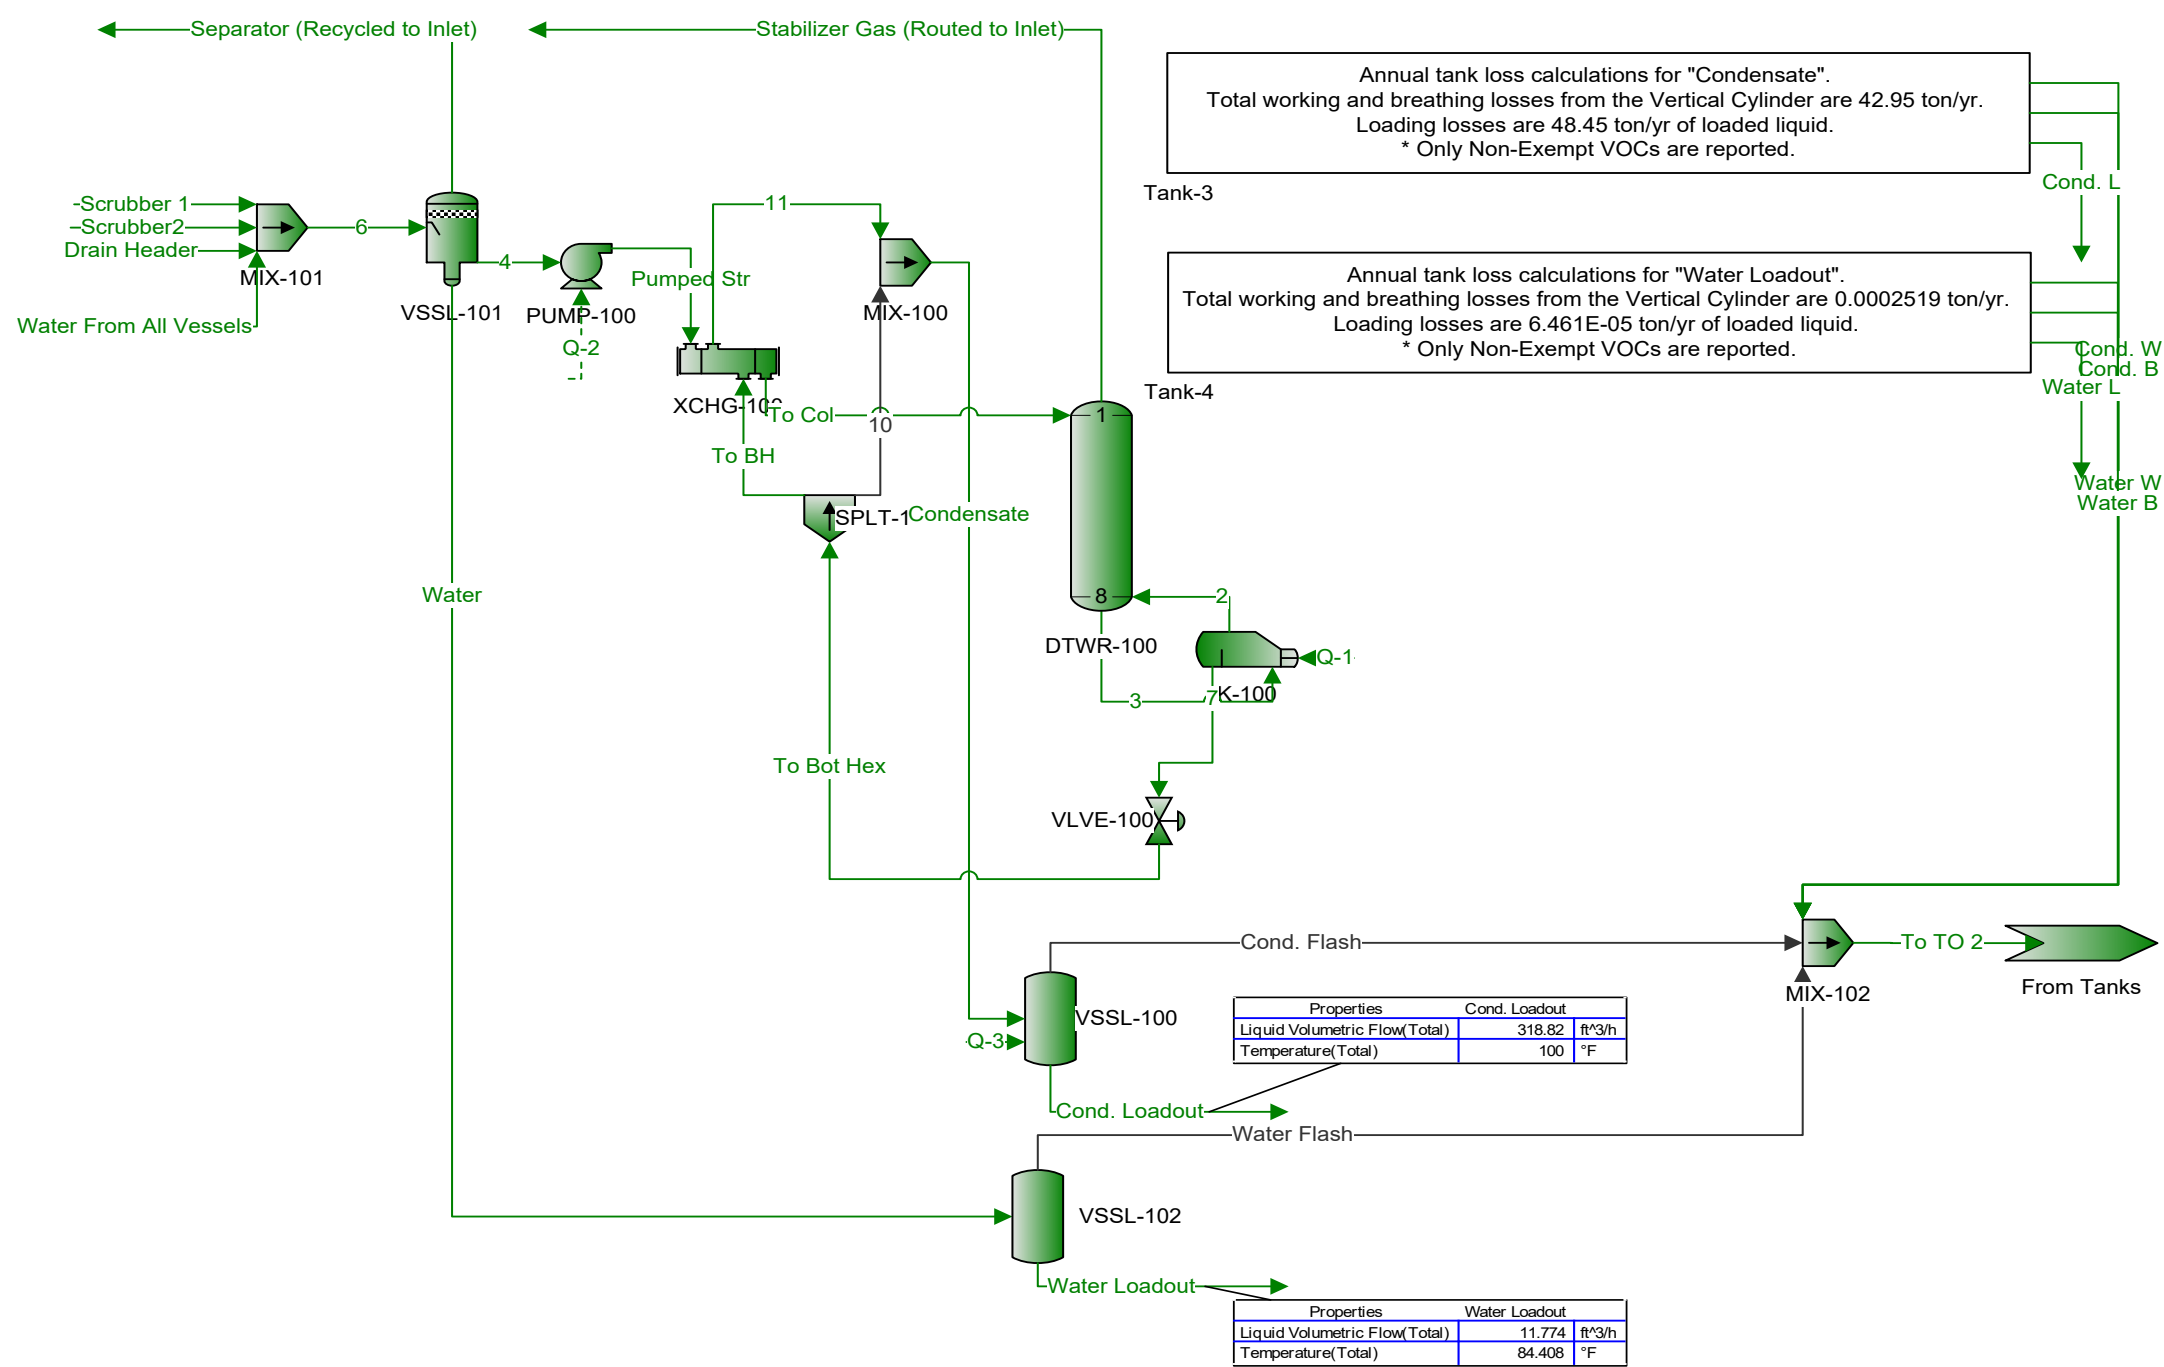 Separator (Recycled to Inlet)
Stabilizer Gas (Routed to Inlet)
Annual tank loss calculations for "Condensate".
Total working and breathing losses from the Vertical Cylinder are 42.95 ton/yr.
Loading losses are 48.45 ton/yr of loaded liquid.
* Only Non-Exempt VOCs are reported.
Tank-3
Cond. L
Scrubber 1
Scrubber2
Drain Header
MIX-101
Water From All Vessels
6
VSSL-101
4
PUMP-100
Q-2
Pumped Str
11
MIX-100
XCHG-100
To Col
10
To BH
SPLT-1
Condensate
Annual tank loss calculations for "Water Loadout".
Total working and breathing losses from the Vertical Cylinder are 0.0002519 ton/yr.
Loading losses are 6.461E-05 ton/yr of loaded liquid.
* Only Non-Exempt VOCs are reported.
Tank-4
Cond. W
Cond. B
Water L
Water W
Water B
1
8
DTWR-100
2
Q-1
K-100
3
7
Water
To Bot Hex
VLVE-100
Cond. Flash
To TO 2
MIX-102
From Tanks
VSSL-100
Q-3
Properties Cond. Loadout
Liquid Volumetric Flow(Total) 318.82 ft^3/h
Temperature(Total) 100 °F
Cond. Loadout
Water Flash
VSSL-102
Water Loadout
Properties Water Loadout
Liquid Volumetric Flow(Total) 11.774 ft^3/h
Temperature(Total) 84.408 °F